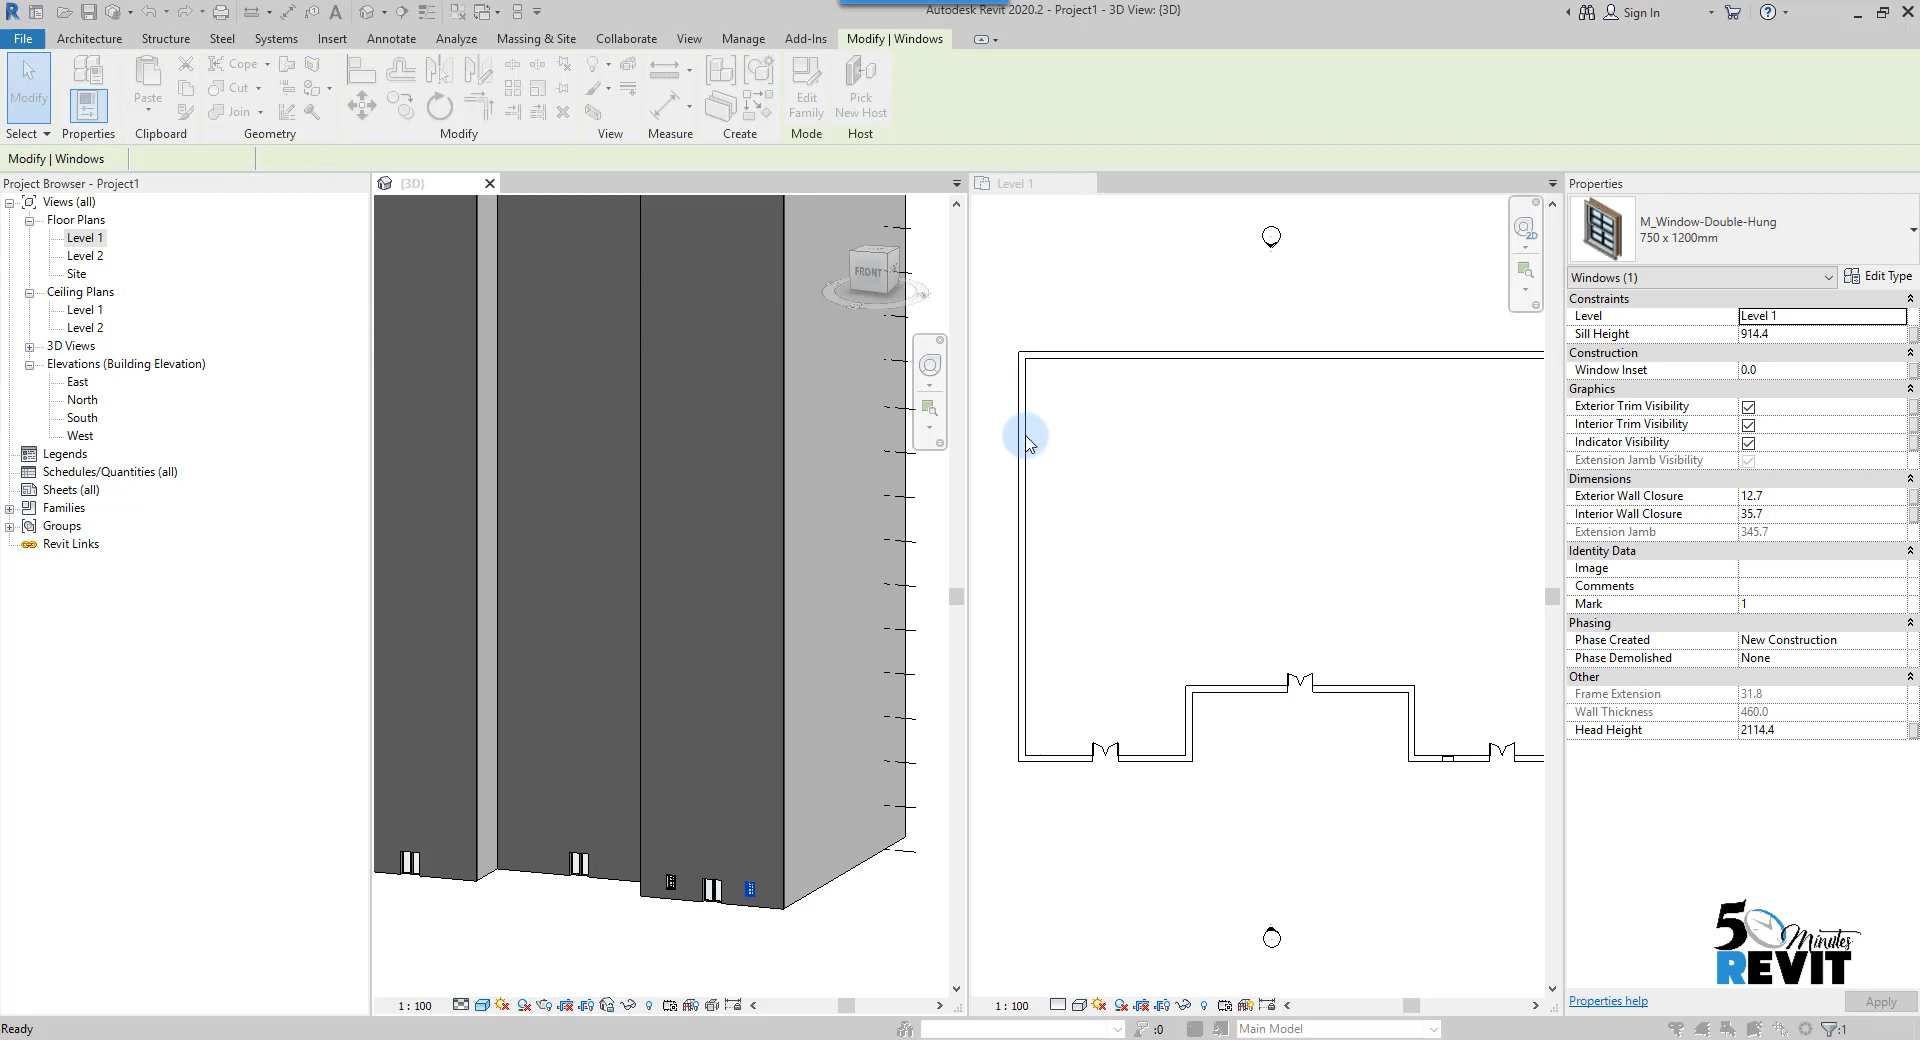 Autodesk Revit 2020.2 - Project1 - 3D View: {3D}
Sign In
File
Architecture
Structure
Steel
Systems
Insert
Annotate
Analyze
Massing & Site
Collaborate
View
Manage
Add-Ins
Modify | Windows
Modify
Paste
Cope
Cut
Join
Edit
Family
Pick
New Host
Select
Properties
Clipboard
Geometry
Modify
View
Measure
Create
Mode
Host
Modify | Windows
Project Browser - Project1
Views (all)
Floor Plans
Level 1
Level 2
Site
Ceiling Plans
Level 1
Level 2
3D Views
Elevations (Building Elevation)
East
North
South
West
Legends
Schedules/Quantities (all)
Sheets (all)
Families
Groups
Revit Links
{3D}
FRONT
1 : 100
Level 1
2D
1 : 100
Properties
M_Window-Double-Hung
750 x 1200mm
Windows (1)
Edit Type
Constraints
Level
Level 1
Sill Height
914.4
Construction
Window Inset
0.0
Graphics
Exterior Trim Visibility
Interior Trim Visibility
Indicator Visibility
Extension Jamb Visibility
Dimensions
Exterior Wall Closure
12.7
Interior Wall Closure
35.7
Extension Jamb
345.7
Identity Data
Image
Comments
Mark
1
Phasing
Phase Created
New Construction
Phase Demolished
None
Other
Frame Extension
31.8
Wall Thickness
460.0
Head Height
2114.4
50 Minutes
REVIT
Properties help
Apply
Ready
:0
Main Model
:1